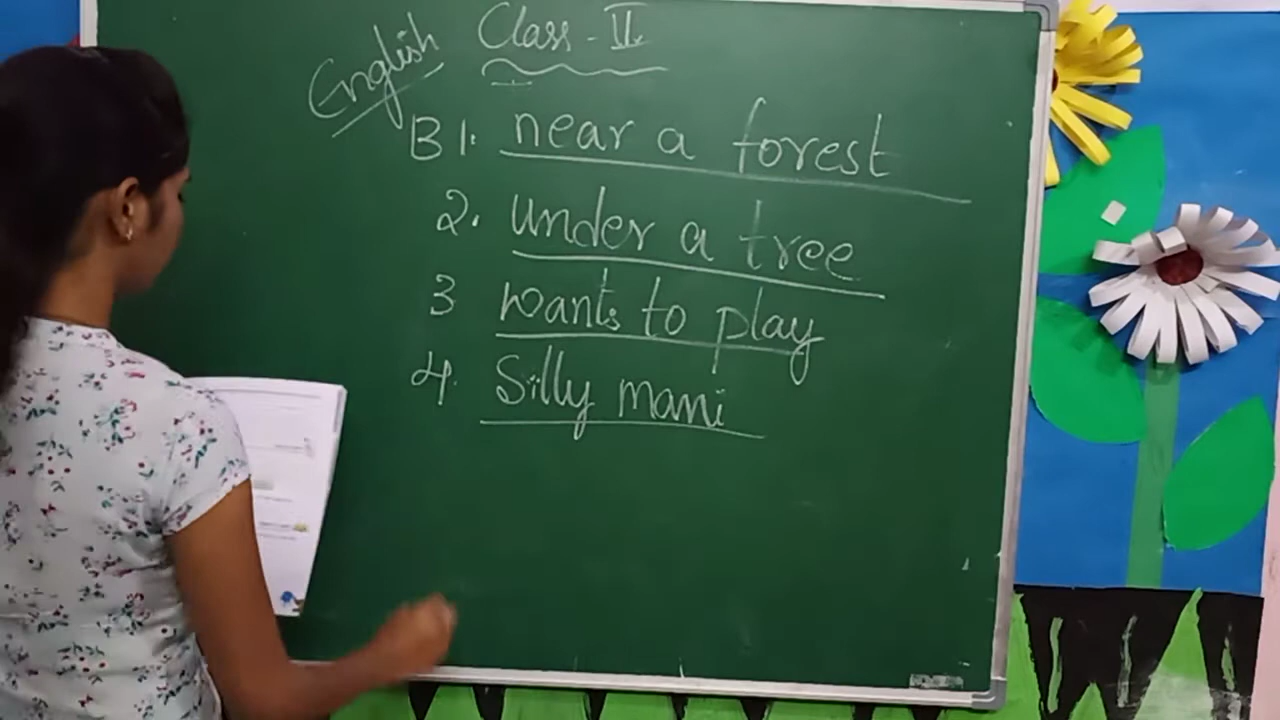 English Class - II
B 1. near a forest
2. under a tree
3 wants to play
4. Silly mani